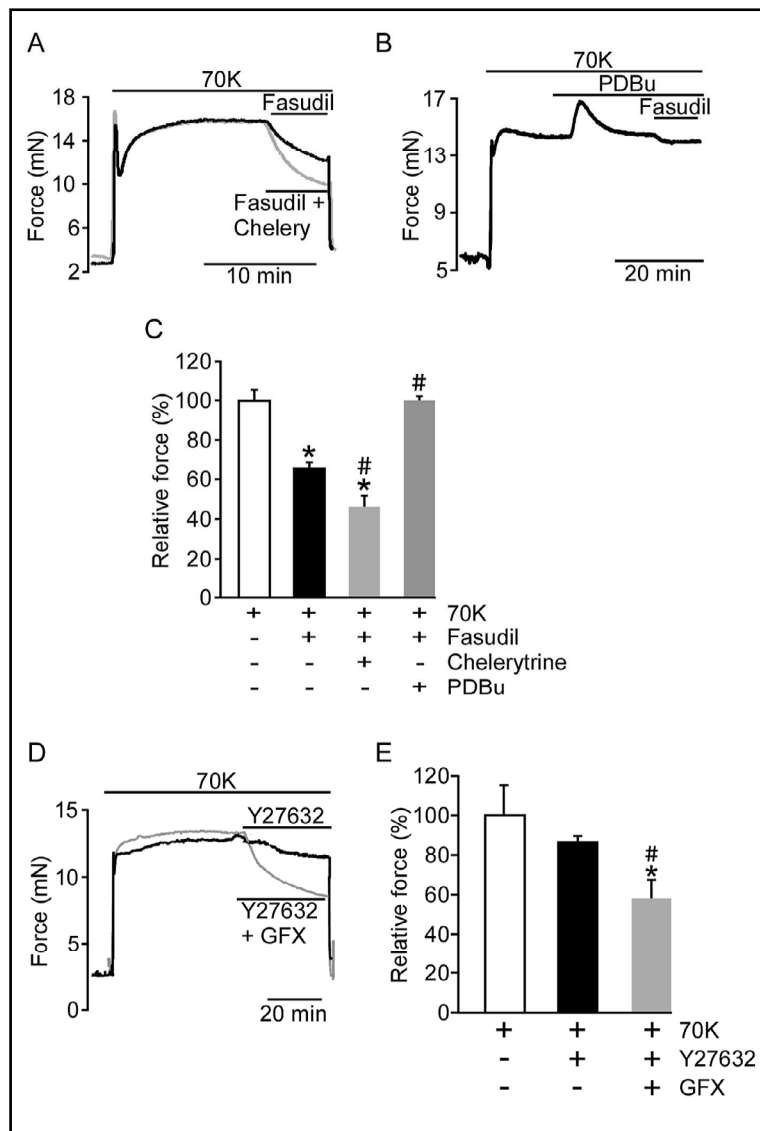 A
70K
Fasudil
18
14
10
6
2
Force (mN)
Fasudil +
Chelery
10 min
B
70K
PDBu
Fasudil
17
13
9
5
Force (mN)
20 min
C
120
100
80
60
40
20
0
Relative force (%)
*
#
*
#
+ + + + 70K
- + + + Fasudil
- - + - Chelerytrine
- - - + PDBu
D
70K
Y27632
15
10
5
0
Force (mN)
Y27632
+ GFX
20 min
E
120
100
80
60
40
20
0
Relative force (%)
#
*
+ + + 70K
- + + Y27632
- - + GFX